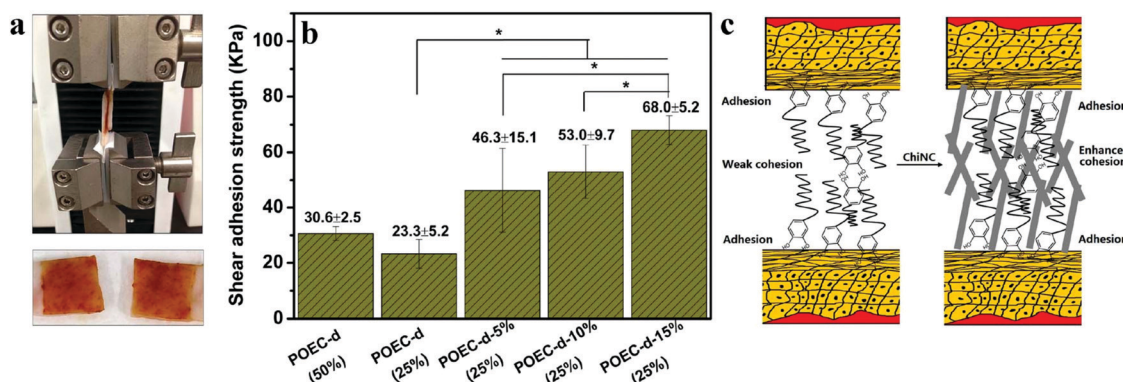 a
b
Shear adhesion strength (KPa)
100
80
60
40
20
0
*
*
*
30.6±2.5
23.3±5.2
46.3±15.1
53.0±9.7
68.0±5.2
POEC-d
(50%)
POEC-d
(25%)
POEC-d-5%
(25%)
POEC-d-10%
(25%)
POEC-d-15%
(25%)
c
Adhesion
Weak cohesion
Adhesion
ChiNC
Adhesion
Enhance
cohesion
Adhesion